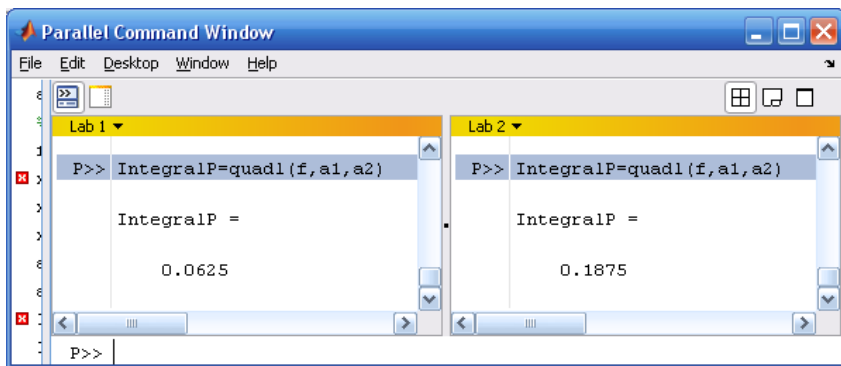 Parallel Command Window
File Edit Desktop Window Help
Lab 1
P>> IntegralP=quadl(f,a1,a2)
IntegralP =
0.0625
Lab 2
P>> IntegralP=quadl(f,a1,a2)
IntegralP =
0.1875
P>>